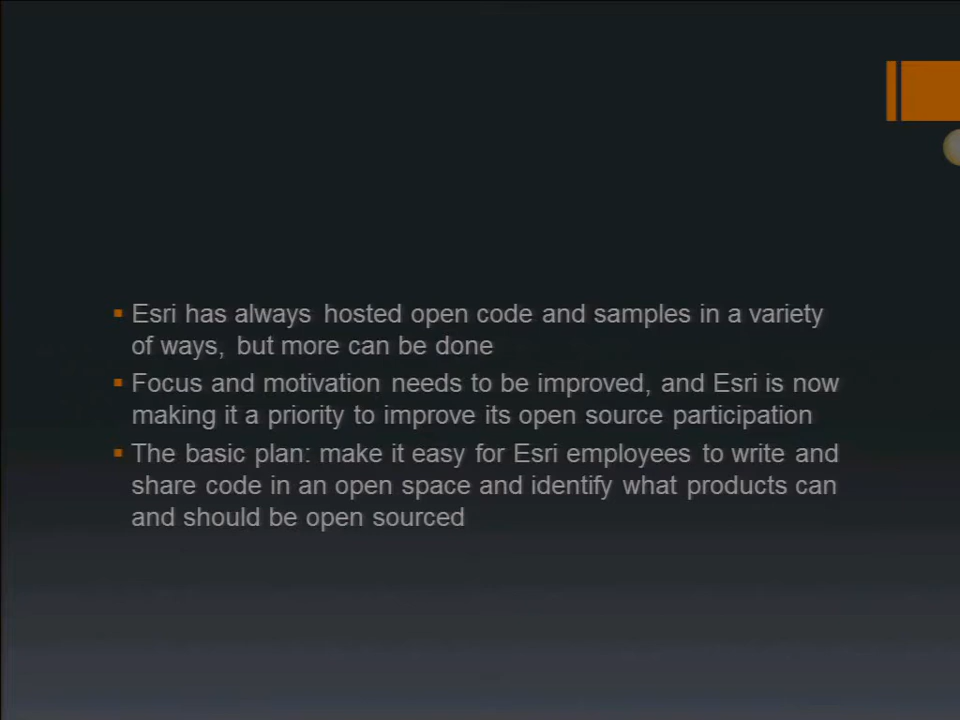 Esri has always hosted open code and samples in a variety
of ways, but more can be done
Focus and motivation needs to be improved, and Esri is now
making it a priority to improve its open source participation
The basic plan: make it easy for Esri employees to write and
share code in an open space and identify what products can
and should be open sourced